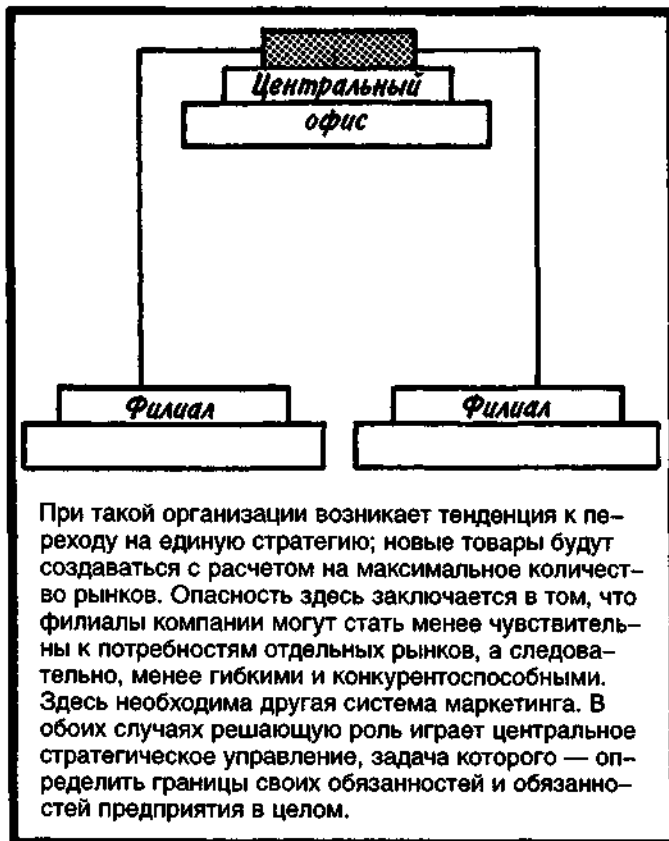 Центральный
офис
Филиал
Филиал
При такой организации возникает тенденция к пе-
реходу на единую стратегию; новые товары будут
создаваться с расчетом на максимальное количест-
во рынков. Опасность здесь заключается в том, что
филиалы компании могут стать менее чувствитель-
ны к потребностям отдельных рынков, а следова-
тельно, менее гибкими и конкурентоспособными.
Здесь необходима другая система маркетинга. В
обоих случаях решающую роль играет центральное
стратегическое управление, задача которого — оп-
ределить границы своих обязанностей и обязанно-
стей предприятия в целом.